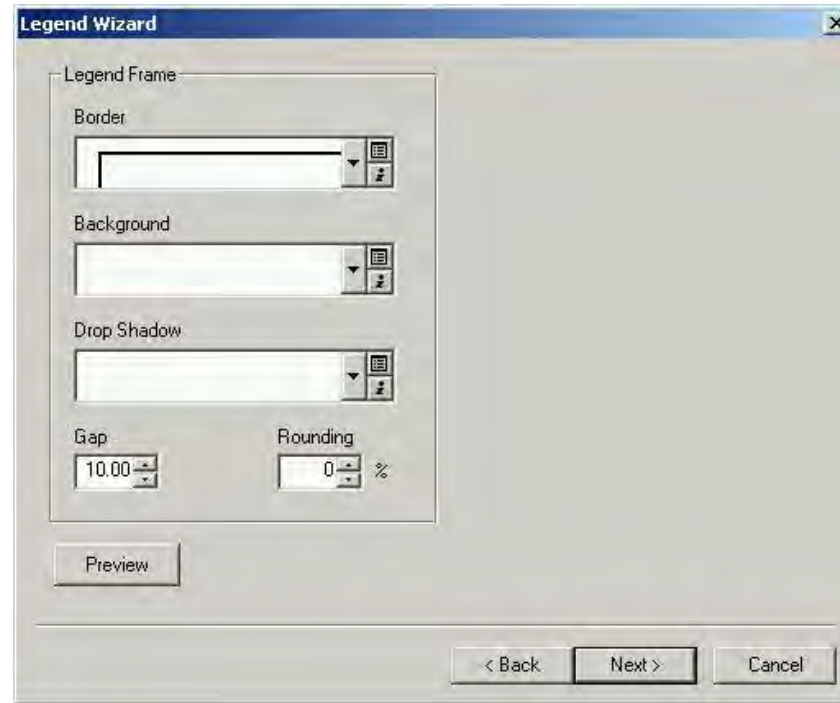 Legend Wizard
Legend Frame
Border
Background
Drop Shadow
Gap
Rounding
10.00
0
%
Preview
< Back
Next >
Cancel